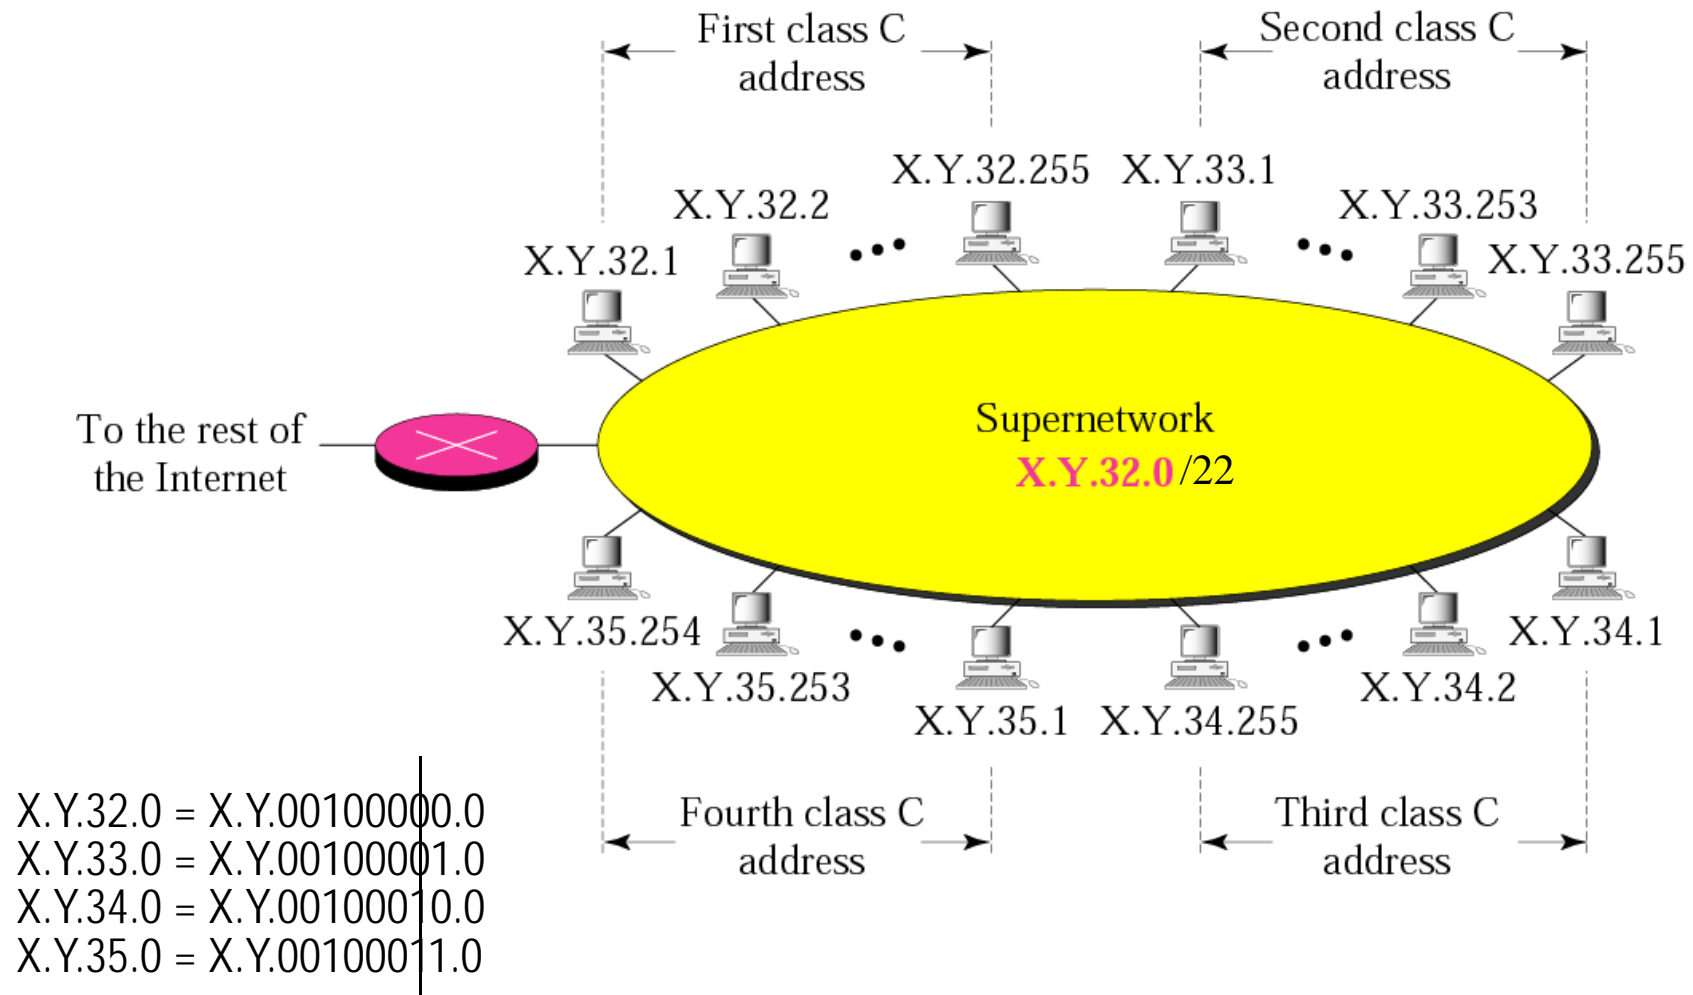 First class C
address
Second class C
address
X.Y.32.255
X.Y.33.1
X.Y.32.2
X.Y.33.253
X.Y.32.1
X.Y.33.255
To the rest of
the Internet
Supernetwork
X.Y.32.0 /22
X.Y.35.254
X.Y.34.1
X.Y.35.253
X.Y.34.2
X.Y.35.1
X.Y.34.255
Fourth class C
address
Third class C
address
X.Y.32.0 = X.Y.00100000.0
X.Y.33.0 = X.Y.00100001.0
X.Y.34.0 = X.Y.00100010.0
X.Y.35.0 = X.Y.00100011.0